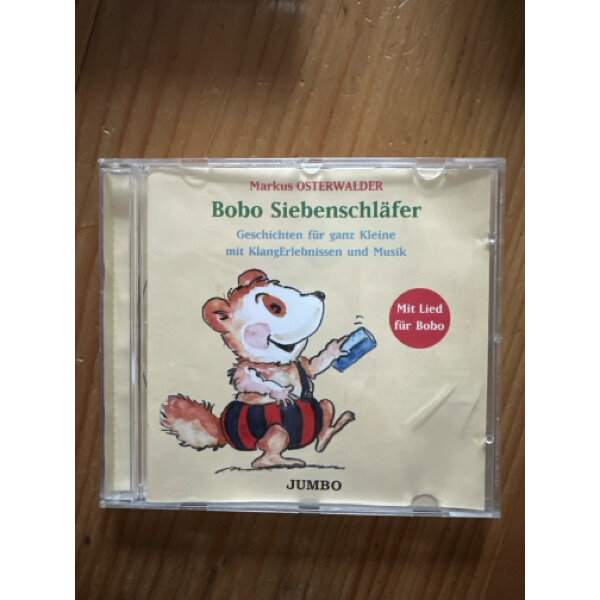 Markus OSTERWALDER
Bobo Siebenschläfer
Geschichten für ganz Kleine
mit KlangErlebnissen und Musik
Mit Lied
für Bobo
JUMBO